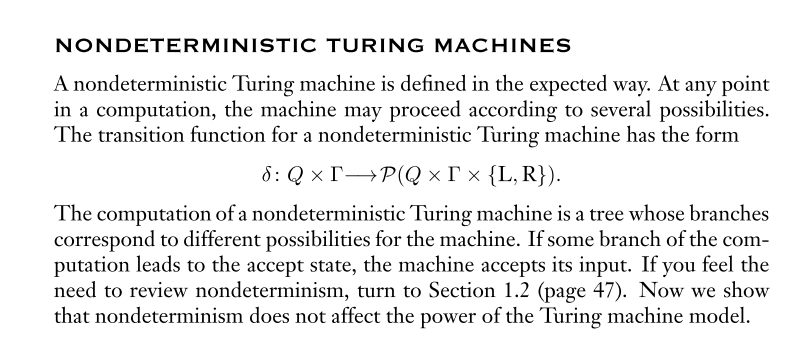 NONDETERMINISTIC TURING MACHINES
A nondeterministic Turing machine is defined in the expected way. At any point
in a computation, the machine may proceed according to several possibilities.
The transition function for a nondeterministic Turing machine has the form
δ: Q × Γ⟶𝒫(Q × Γ × {L, R}).
The computation of a nondeterministic Turing machine is a tree whose branches
correspond to different possibilities for the machine. If some branch of the com-
putation leads to the accept state, the machine accepts its input. If you feel the
need to review nondeterminism, turn to Section 1.2 (page 47). Now we show
that nondeterminism does not affect the power of the Turing machine model.